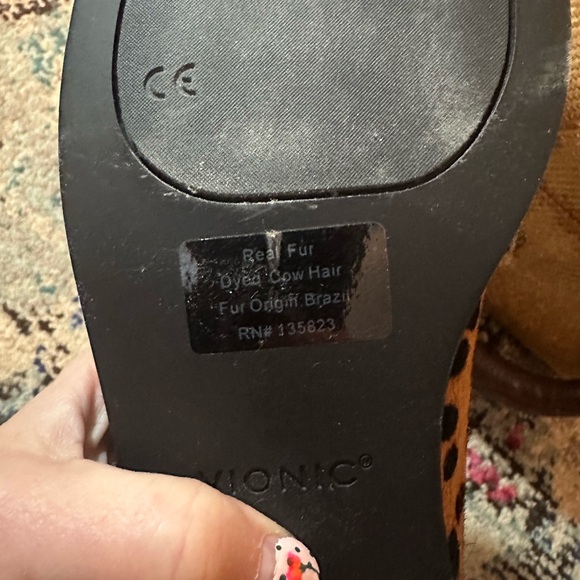 CE
Real Fur
Dyed Cow Hair
Fur Origin: Brazil
RN# 135823
VIONIC®